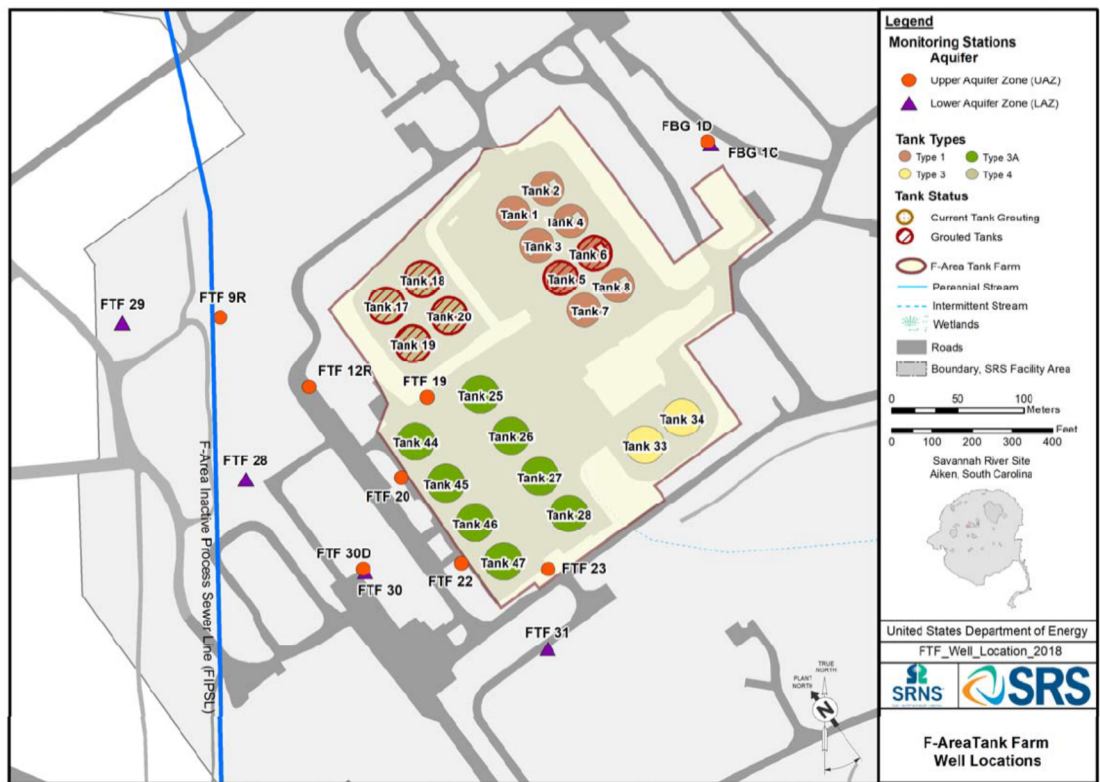 FBG 1D
FBG 1C
Tank 2
Tank 1
Tank 4
Tank 3
Tank 6
Tank 5
Tank 8
Tank 7
Tank 18
Tank 17
Tank 20
Tank 19
FTF 29
FTF 9R
FTF 12R
FTF 19
Tank 25
Tank 34
Tank 33
Tank 44
Tank 26
FTF 28
Tank 45
Tank 27
FTF 20
Tank 46
Tank 28
FTF 30D
FTF 30
FTF 22
Tank 47
FTF 23
FTF 31
F-Area Inactive Process Sewer Line (FIPSL)
TRUE
NORTH
PLANT
NORTH
N
Legend
Monitoring Stations
Aquifer
Upper Aquifer Zone (UAZ)
Lower Aquifer Zone (LAZ)
Tank Types
Type 1 Type 3A
Type 3 Type 4
Tank Status
Current Tank Grouting
Grouted Tanks
F-Area Tank Farm
Perennial Stream
Intermittent Stream
Wetlands
Roads
Boundary, SRS Facility Area
0 50 100
Meters
Feet
0 100 200 300 400
Savannah River Site
Aiken, South Carolina
United States Department of Energy
FTF_Well_Location_2018
SRNS
SRS
F-AreaTank Farm
Well Locations